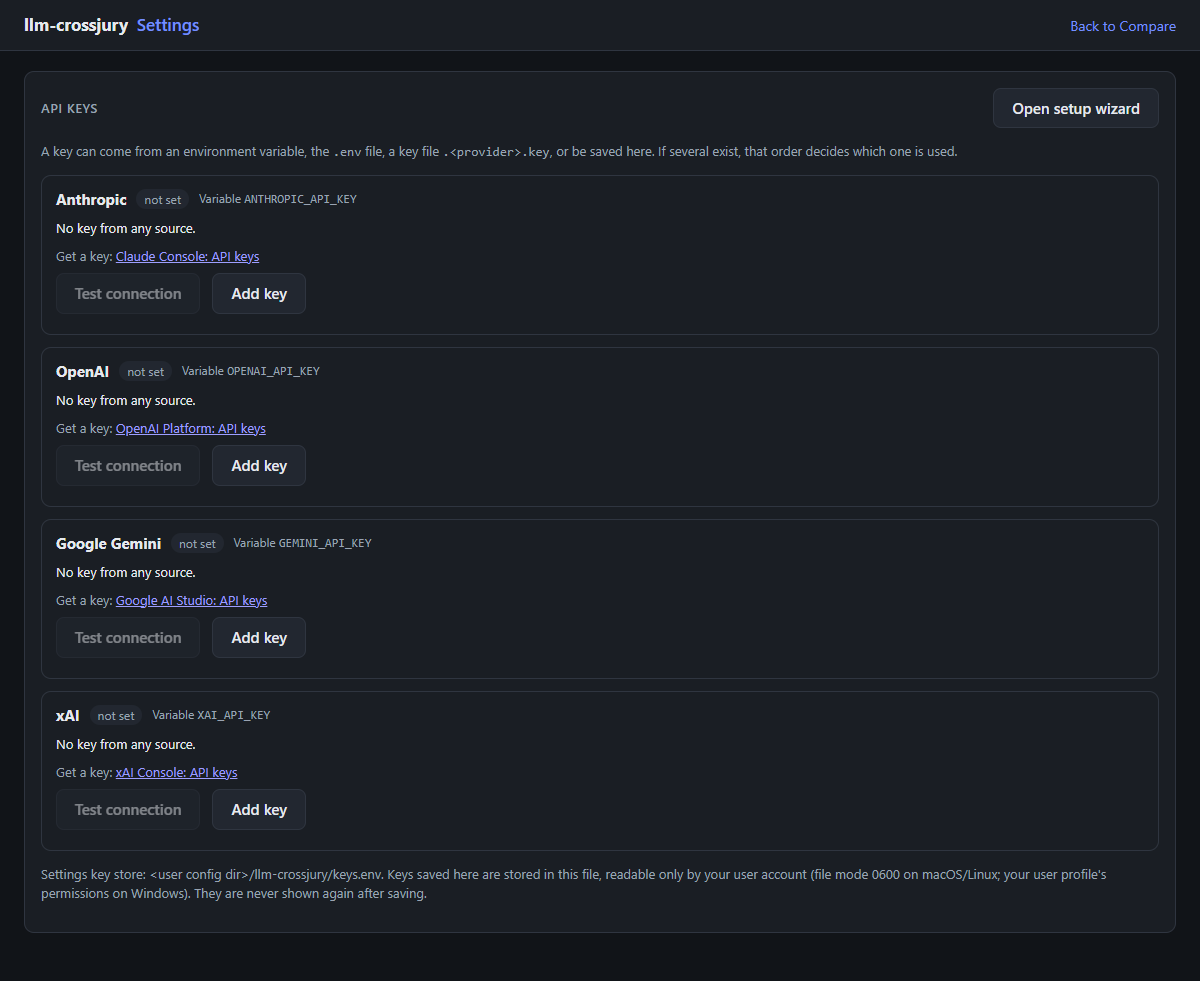 llm-crossjury Settings
Back to Compare
API KEYS
Open setup wizard
A key can come from an environment variable, the .env file, a key file .<provider>.key, or be saved here. If several exist, that order decides which one is used.
Anthropic not set Variable ANTHROPIC_API_KEY
No key from any source.
Get a key: Claude Console: API keys
Test connection Add key
OpenAI not set Variable OPENAI_API_KEY
No key from any source.
Get a key: OpenAI Platform: API keys
Test connection Add key
Google Gemini not set Variable GEMINI_API_KEY
No key from any source.
Get a key: Google AI Studio: API keys
Test connection Add key
xAI not set Variable XAI_API_KEY
No key from any source.
Get a key: xAI Console: API keys
Test connection Add key
Settings key store: <user config dir>/llm-crossjury/keys.env. Keys saved here are stored in this file, readable only by your user account (file mode 0600 on macOS/Linux; your user profile's
permissions on Windows). They are never shown again after saving.